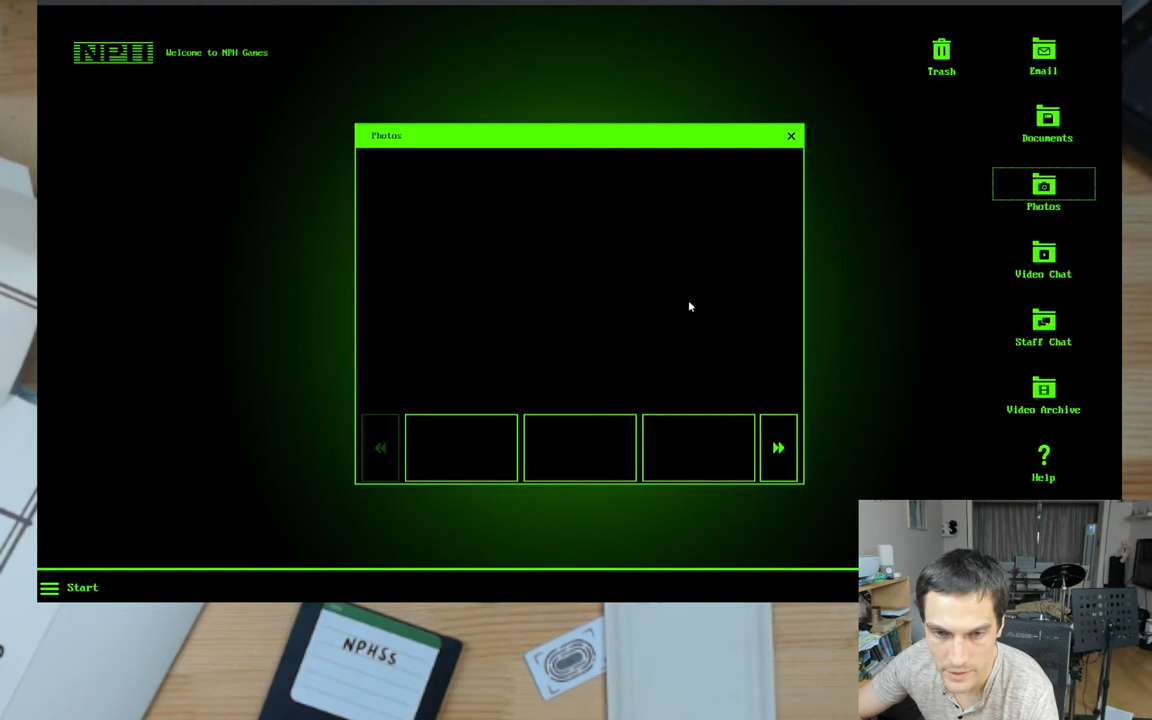 NPH Welcome to NPH Games
Trash
Email
Documents
Photos
Photos
Video Chat
Staff Chat
Video Archive
Help
Start
NPHSS